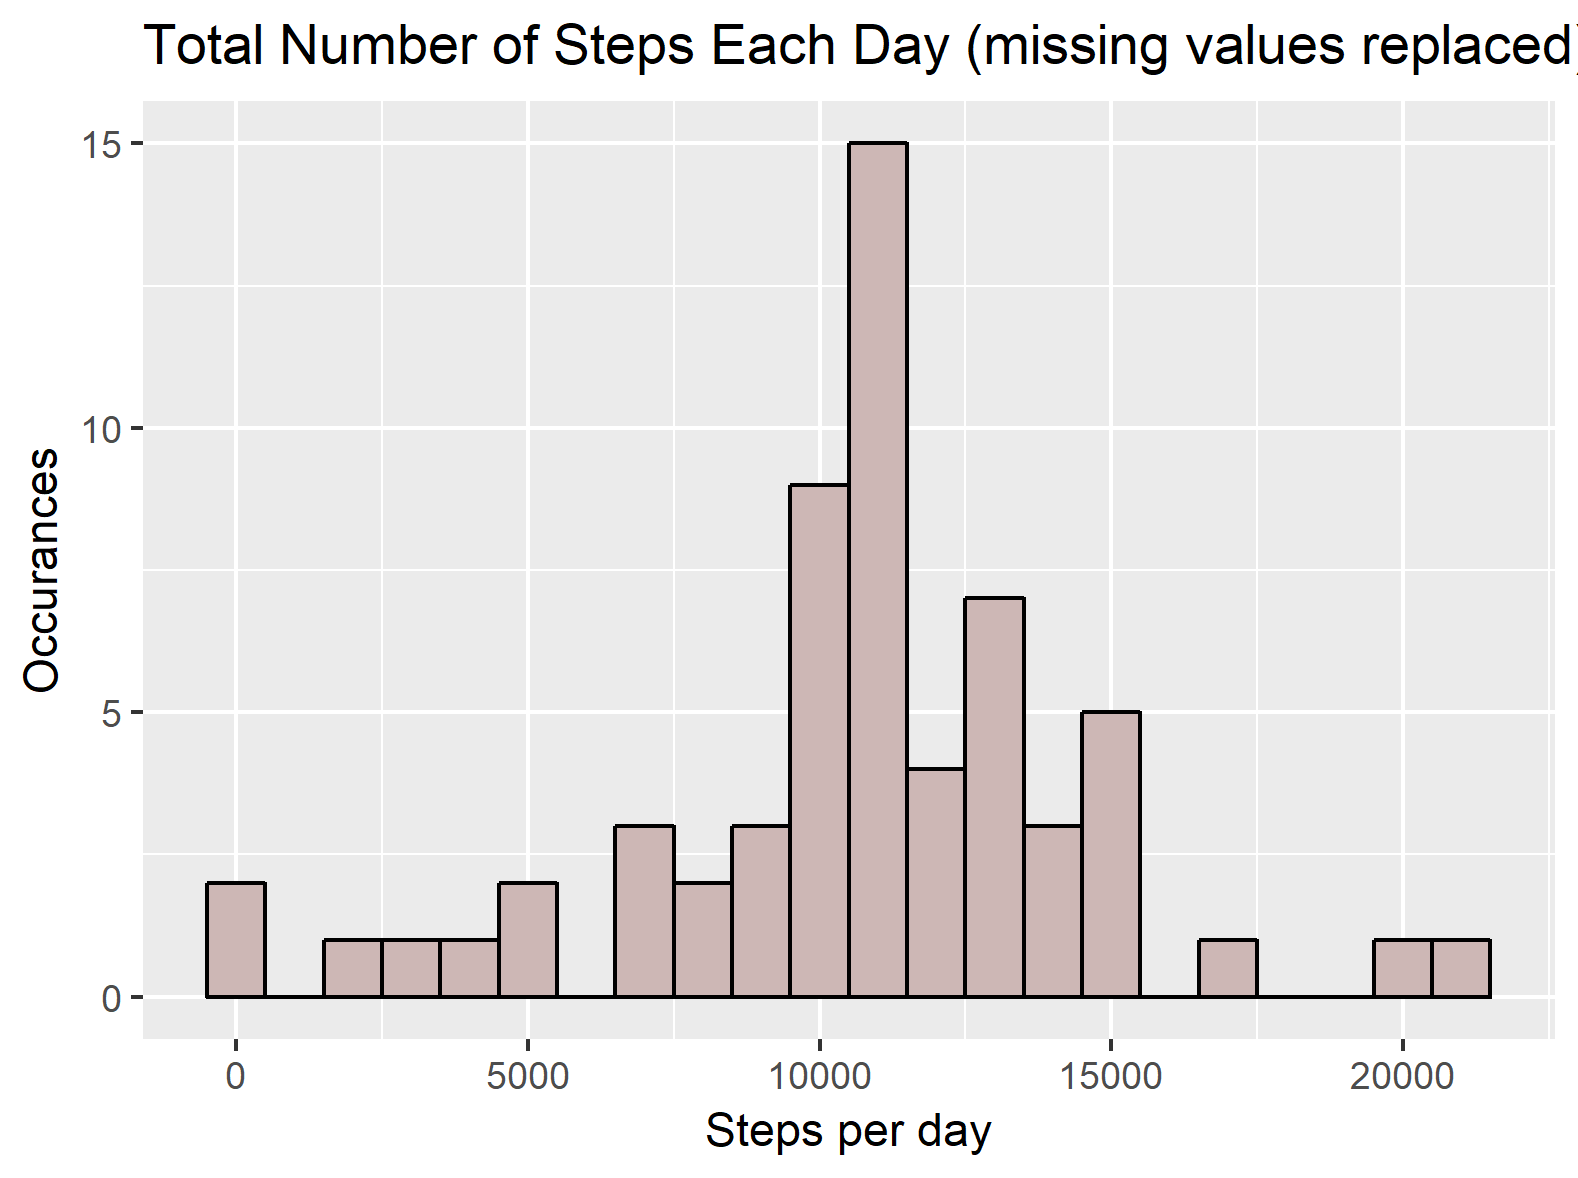 Total Number of Steps Each Day (missing values replaced)
15
10
5
0
Occurances
0 5000 10000 15000 20000
Steps per day